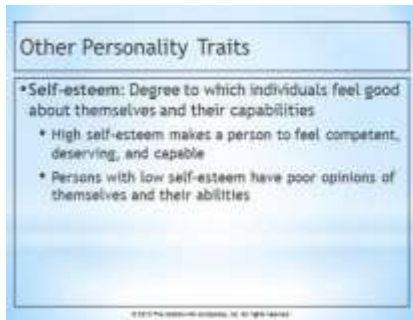 Other Personality Traits
•Self-esteem: Degree to which individuals feel good
about themselves and their capabilities
• High self-esteem makes a person to feel competent,
deserving, and capable
• Persons with low self-esteem have poor opinions of
themselves and their abilities